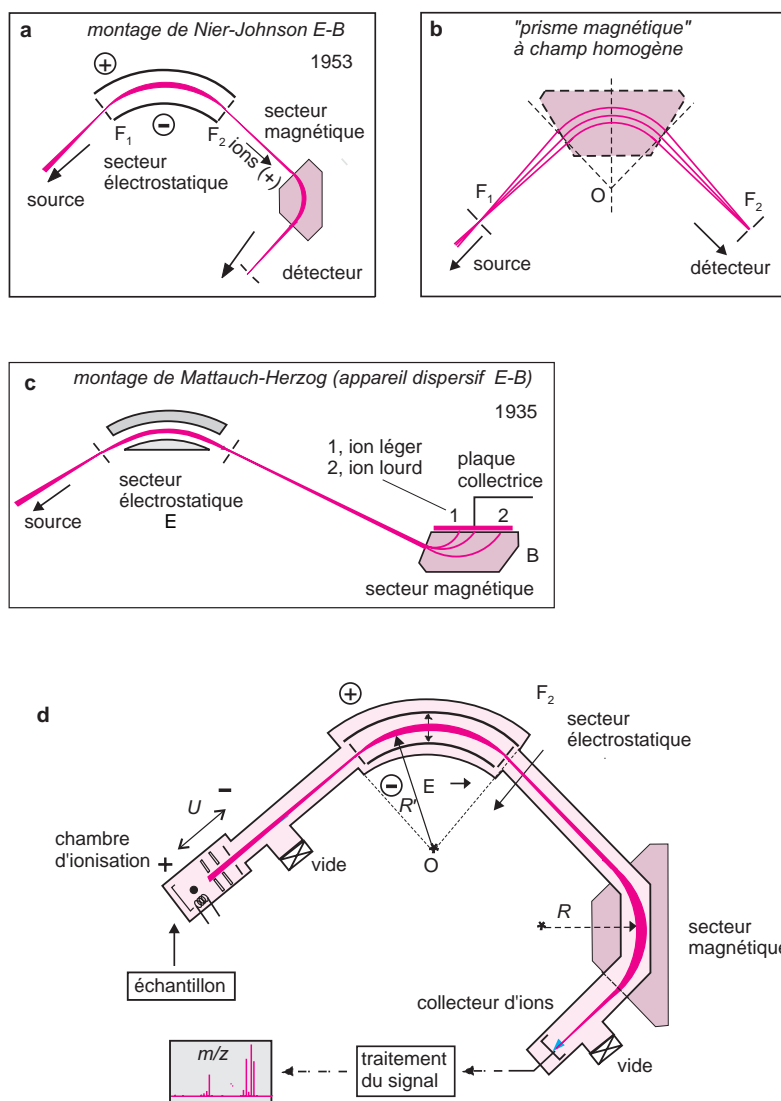 a
montage de Nier-Johnson E-B
1953
+
F1
−
F2
ions (+)
secteur
magnétique
secteur
électrostatique
source
détecteur
b
"prisme magnétique"
à champ homogène
F1
O
F2
source
détecteur
c
montage de Mattauch-Herzog (appareil dispersif E-B)
1935
1, ion léger
2, ion lourd
plaque
collectrice
secteur
électrostatique
E
source
1
2
B
secteur magnétique
d
+
F2
secteur
électrostatique
−
E
R'
O
−
U
+
chambre
d'ionisation
vide
R
secteur
magnétique
échantillon
collecteur d'ions
m/z
traitement
du signal
vide